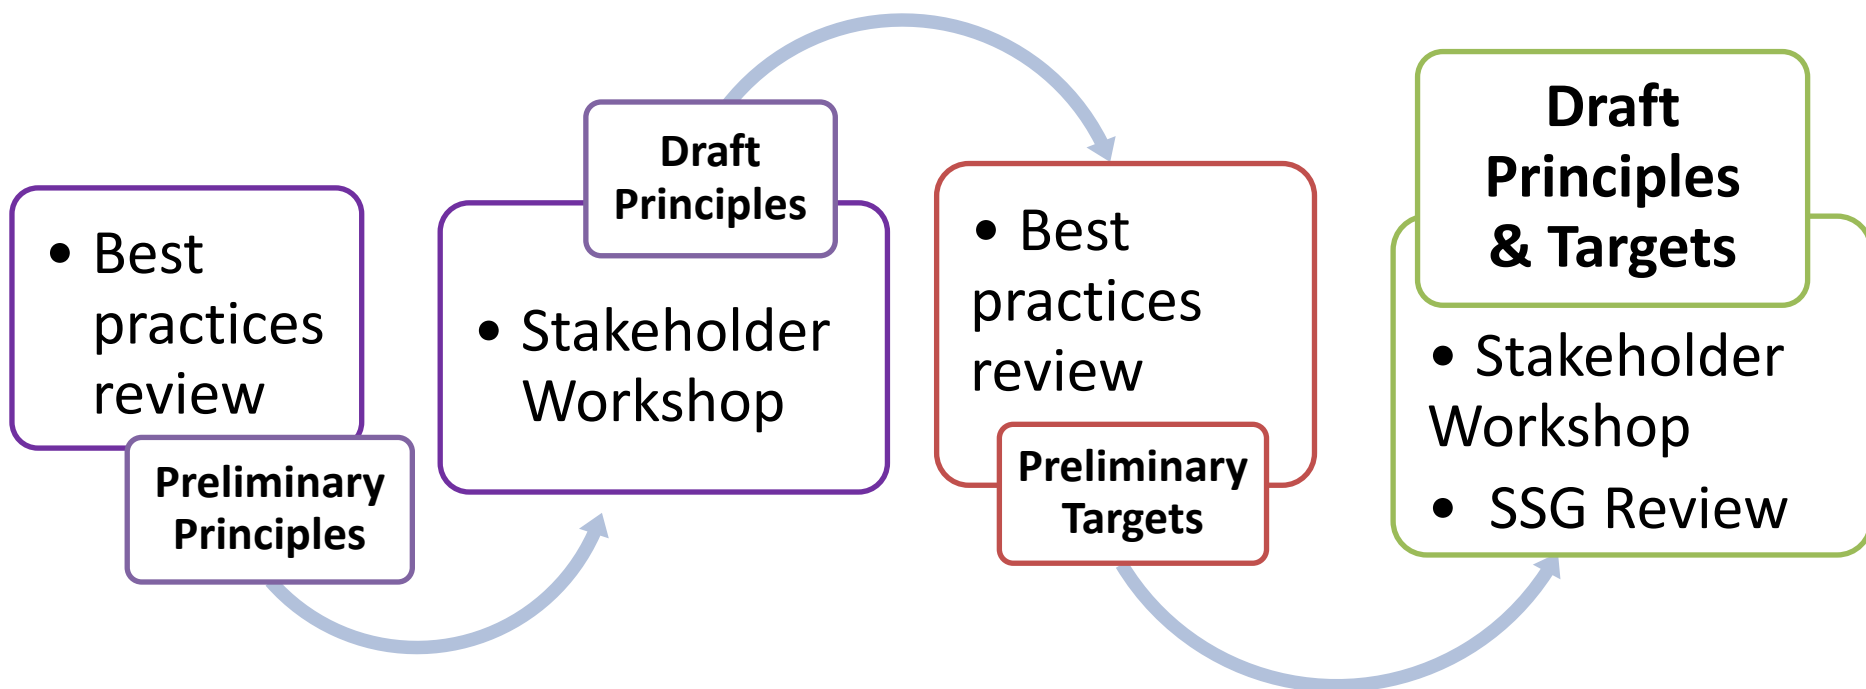 • Best
practices
review
Preliminary
Principles
Draft
Principles
• Stakeholder
Workshop
• Best
practices
review
Preliminary
Targets
Draft
Principles
& Targets
• Stakeholder
Workshop
• SSG Review